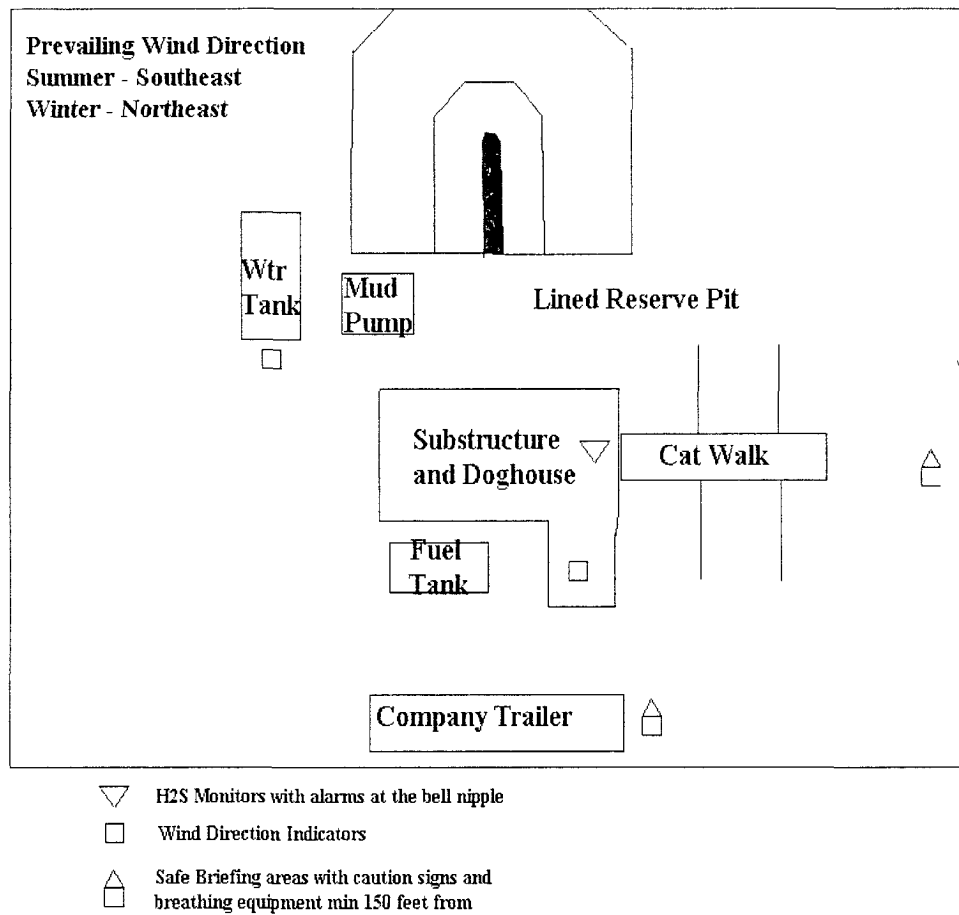 Prevailing Wind Direction
Summer - Southeast
Winter - Northeast
Wtr
Tank
Mud
Pump
Lined Reserve Pit
Substructure
and Doghouse
Cat Walk
Fuel
Tank
Company Trailer
H2S Monitors with alarms at the bell nipple
Wind Direction Indicators
Safe Briefing areas with caution signs and
breathing equipment min 150 feet from